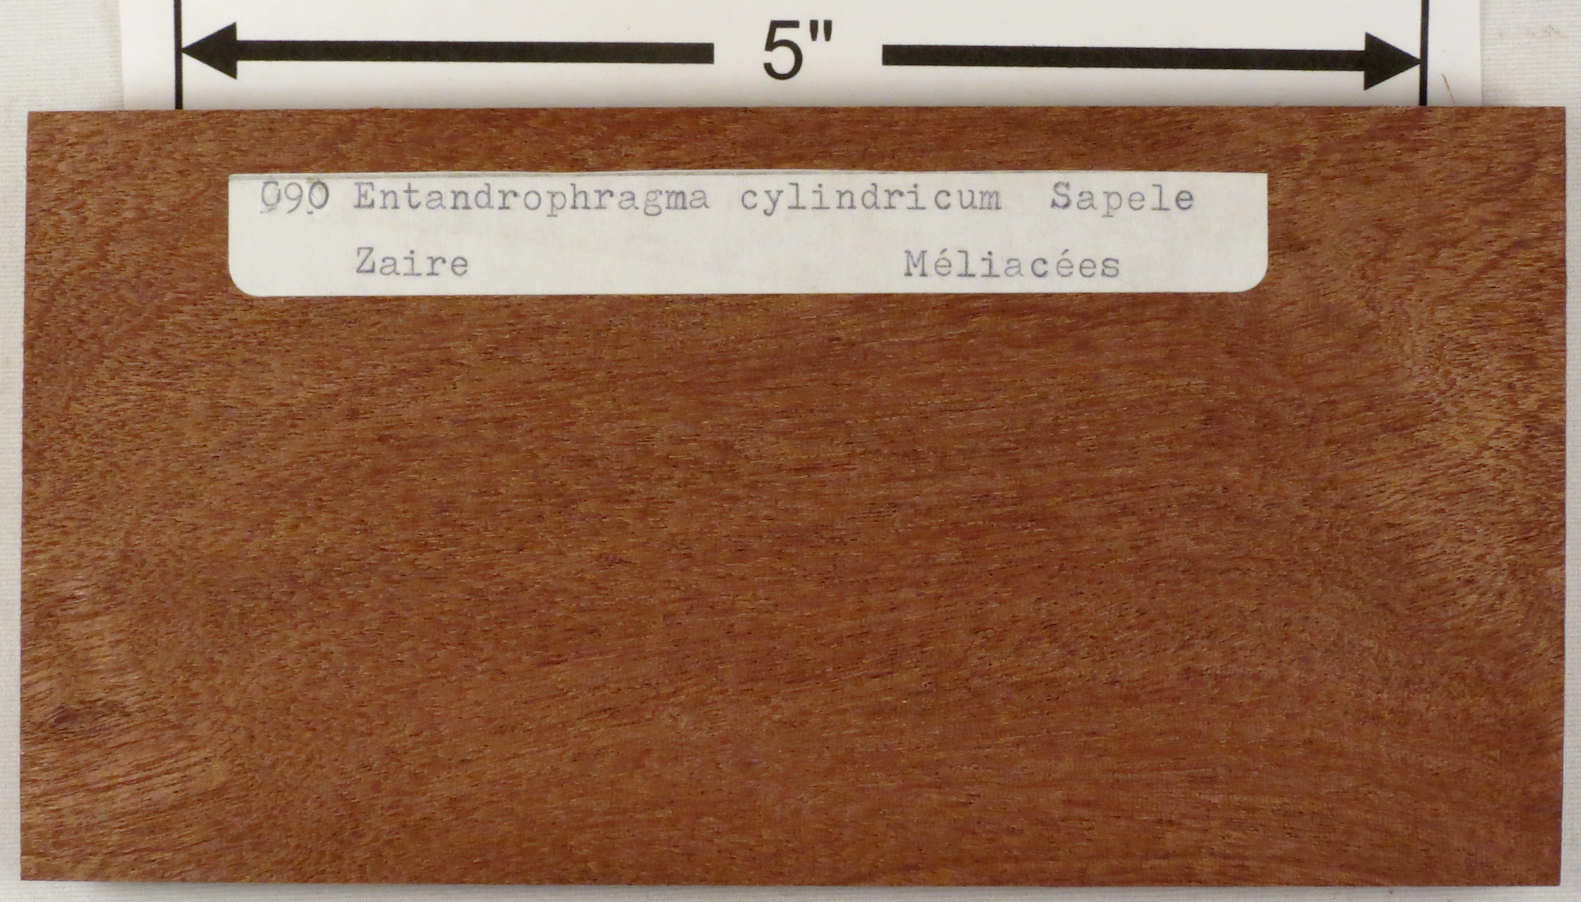 5"
090 Entandrophragma cylindricum Sapele
Zaire Méliacées